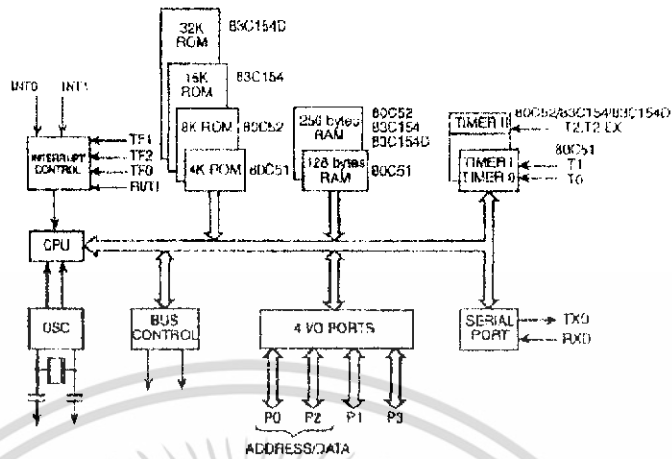 32K
ROM
83C154D
16K
ROM
83C154
8K ROM
80C52
4K ROM
80C51
INT0
INT1
INTERRUPT
CONTROL
TF1
TF2
TF0
RI/TI
256 bytes
RAM
80C52
83C154
83C154D
128 bytes
RAM
80C51
80C52/83C154/83C154D
TIMER II
T2,T2 EX
80C51
TIMER I
TIMER 0
T1
T0
CPU
OSC
BUS
CONTROL
4 I/O PORTS
SERIAL
PORT
TXD
RXD
P0
P2
P1
P3
ADDRESS/DATA